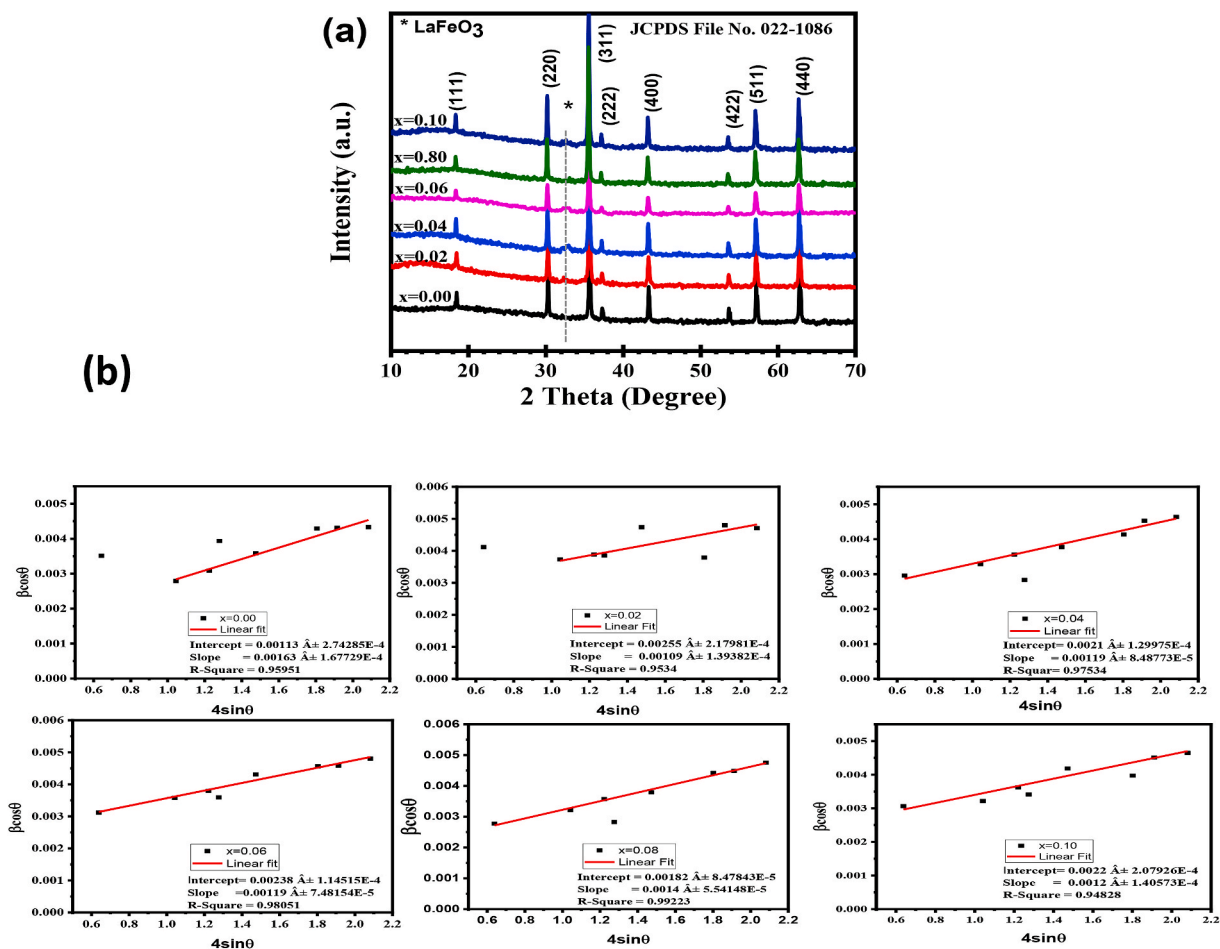 (a)
* LaFeO3
JCPDS File No. 022-1086
(111)
(220)
*
(311)
(222)
(400)
(422)
(511)
(440)
x=0.10
x=0.80
x=0.06
x=0.04
x=0.02
x=0.00
Intensity (a.u.)
10 20 30 40 50 60 70
2 Theta (Degree)
(b)
0.005
0.004
0.003
0.002
0.001
0.000
βcosθ
x=0.00
Linear fit
Intercept = 0.00113 Â± 2.74285E-4
Slope = 0.00163 Â± 1.67729E-4
R-Square = 0.95951
0.6 0.8 1.0 1.2 1.4 1.6 1.8 2.0 2.2
4sinθ
0.006
0.005
0.004
0.003
0.002
0.001
0.000
βcosθ
x=0.02
Linear Fit
Intercept = 0.00255 Â± 2.17981E-4
Slope = 0.00109 Â± 1.39382E-4
R-Square = 0.9534
0.6 0.8 1.0 1.2 1.4 1.6 1.8 2.0 2.2
4sinθ
0.005
0.004
0.003
0.002
0.001
0.000
βcosθ
x=0.04
Linear fit
Intercept= 0.0021 Â± 1.29975E-4
Slope = 0.00119 Â± 8.48773E-5
R-Squar = 0.97534
0.6 0.8 1.0 1.2 1.4 1.6 1.8 2.0 2.2
4sinθ
0.006
0.005
0.004
0.003
0.002
0.001
0.000
βcosθ
x=0.06
Linear fit
Intercept= 0.00238 Â± 1.14515E-4
Slope =0.00119 Â± 7.48154E-5
R-Square = 0.98051
0.6 0.8 1.0 1.2 1.4 1.6 1.8 2.0 2.2
4sinθ
0.005
0.004
0.003
0.002
0.001
0.000
βcosθ
x=0.08
Linear Fit
Intercept= 0.00182 Â± 8.47843E-5
Slope = 0.0014 Â± 5.54148E-5
R-Square = 0.99223
0.6 0.8 1.0 1.2 1.4 1.6 1.8 2.0 2.2
4sinθ
0.005
0.004
0.003
0.002
0.001
0.000
βcosθ
x=0.10
Linear Fit
Intercept= 0.0022 Â± 2.07926E-4
Slope = 0.0012 Â± 1.40573E-4
R-Square = 0.94828
0.6 0.8 1.0 1.2 1.4 1.6 1.8 2.0 2.2
4sinθ